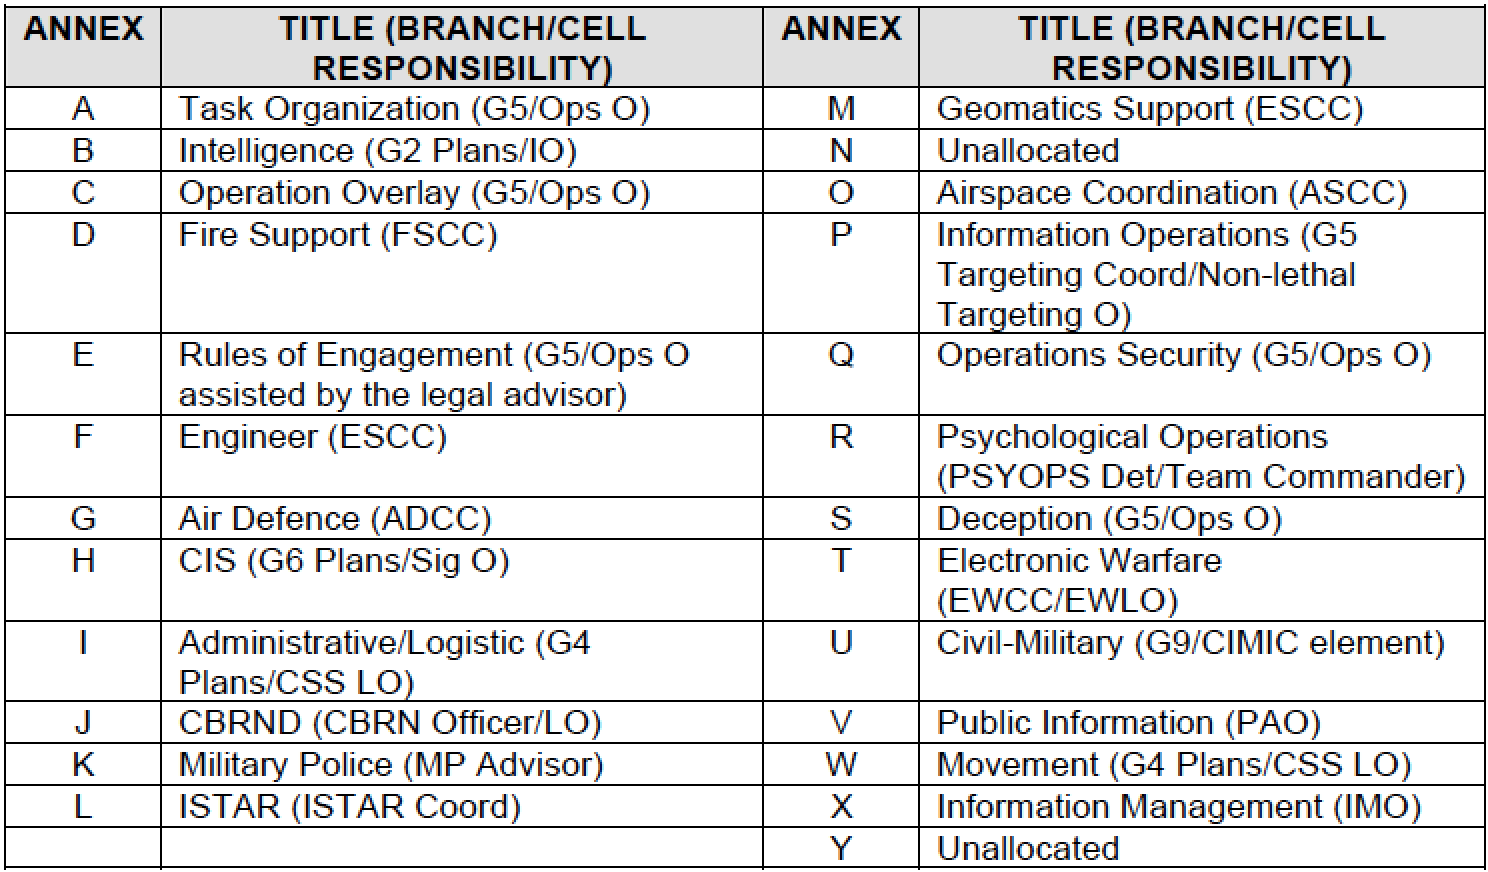 ANNEX TITLE (BRANCH/CELL RESPONSIBILITY) ANNEX TITLE (BRANCH/CELL RESPONSIBILITY)
A Task Organization (G5/Ops O) M Geomatics Support (ESCC)
B Intelligence (G2 Plans/IO) N Unallocated
C Operation Overlay (G5/Ops O) O Airspace Coordination (ASCC)
D Fire Support (FSCC) P Information Operations (G5
Targeting Coord/Non-lethal
Targeting O)
E Rules of Engagement (G5/Ops O Q Operations Security (G5/Ops O)
assisted by the legal advisor)
F Engineer (ESCC) R Psychological Operations
(PSYOPS Det/Team Commander)
G Air Defence (ADCC) S Deception (G5/Ops O)
H CIS (G6 Plans/Sig O) T Electronic Warfare
(EWCC/EWLO)
I Administrative/Logistic (G4 U Civil-Military (G9/CIMIC element)
Plans/CSS LO)
J CBRND (CBRN Officer/LO) V Public Information (PAO)
K Military Police (MP Advisor) W Movement (G4 Plans/CSS LO)
L ISTAR (ISTAR Coord) X Information Management (IMO)
Y Unallocated